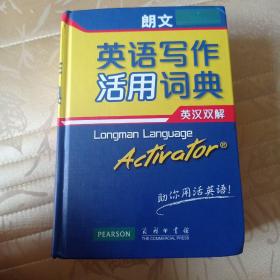 朗文
英语写作
活用词典
英汉双解
Longman Language
Activator®
助你用活英语！
PEARSON
商务印书馆
THE COMMERCIAL PRESS